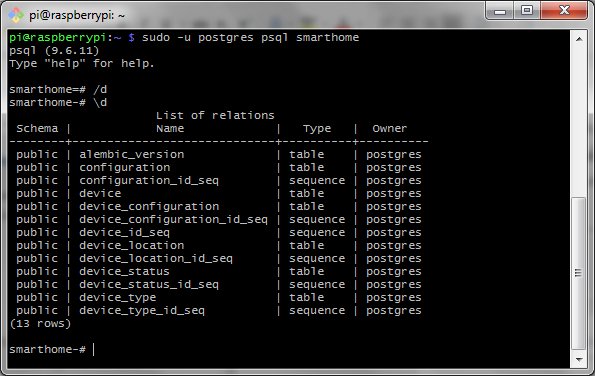 pi@raspberrypi: ~
pi@raspberrypi:~ $ sudo -u postgres psql smarthome
psql (9.6.11)
Type "help" for help.
smarthome=# /d
smarthome-# \d
List of relations
Schema | Name | Type | Owner
--------+-----------------------------+----------+----------
public | alembic_version | table | postgres
public | configuration | table | postgres
public | configuration_id_seq | sequence | postgres
public | device | table | postgres
public | device_configuration | table | postgres
public | device_configuration_id_seq | sequence | postgres
public | device_id_seq | sequence | postgres
public | device_location | table | postgres
public | device_location_id_seq | sequence | postgres
public | device_status | table | postgres
public | device_status_id_seq | sequence | postgres
public | device_type | table | postgres
public | device_type_id_seq | sequence | postgres
(13 rows)
smarthome-#